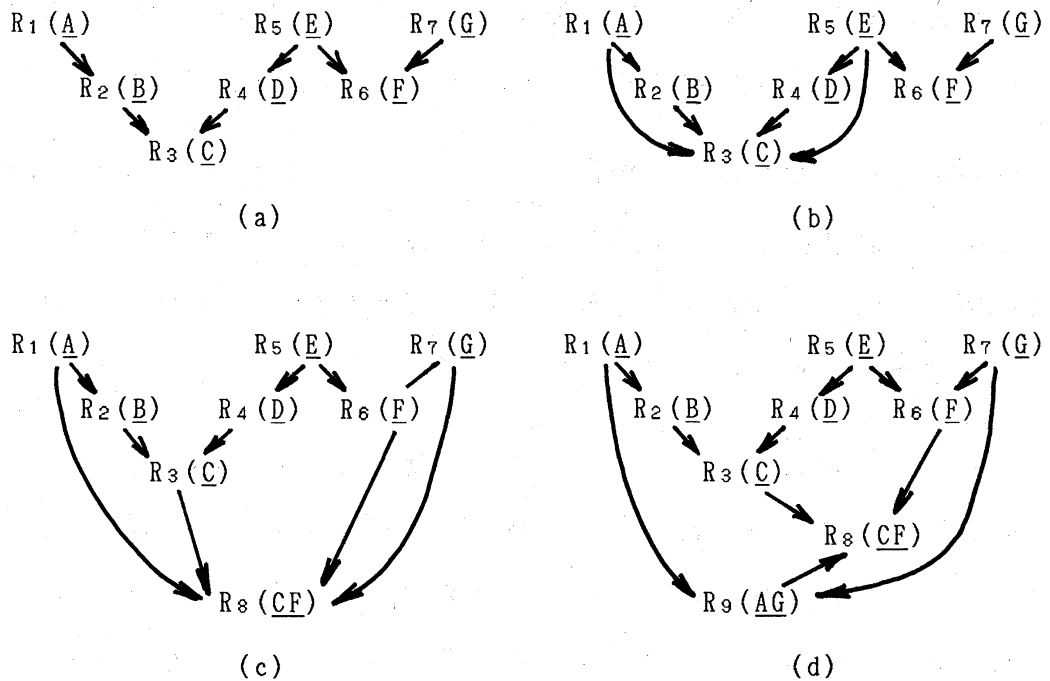 R1(A) R5(E) R7(G) R1(A) R5(E) R7(G)
R2(B) R4(D) R6(F) R2(B) R4(D) R6(F)
R3(C) R3(C)
(a) (b)
R1(A) R5(E) R7(G) R1(A) R5(E) R7(G)
R2(B) R4(D) R6(F) R2(B) R4(D) R6(F)
R3(C) R3(C)
R8(CF)
R8(CF) R9(AG)
(c) (d)